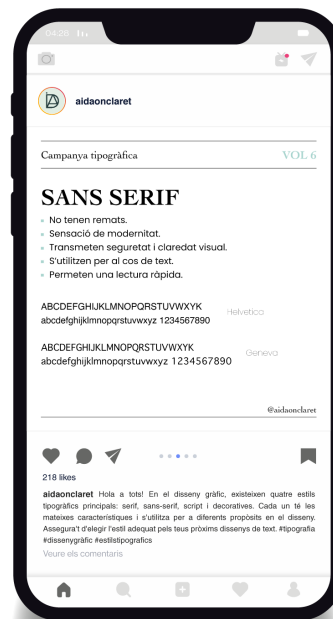 04:28
aidaonclaret
Campanya tipogràfica VOL 6
SANS SERIF
No tenen remats.
Sensació de modernitat.
Transmeten seguretat i claredat visual.
S'utilitzen per al cos de text.
Permeten una lectura ràpida.
ABCDEFGHIJKLMNOPQRSTUVWXYK
abcdefghijklmnopqrstuvwxyz 1234567890
Helvetica
ABCDEFGHIJKLMNOPQRSTUVWXYK
abcdefghijklmnopqrstuvwxyz 1234567890
Geneva
@aidaonclaret
218 likes
aidaonclaret Hola a tots! En el disseny gràfic, existeixen quatre estils
tipogràfics principals: serif, sans-serif, script i decoratives. Cada un té les
mateixes característiques i s'utilitza per a diferents propòsits en el disseny.
Assegura't d'elegir l'estil adequat pels teus pròxims dissenys de text. #tipografia
#dissenygràfic #estilstipografics
Veure els comentaris